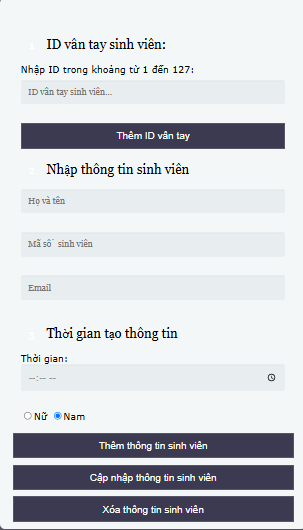 1 ID vân tay sinh viên:
Nhập ID trong khoảng từ 1 đến 127:
ID vân tay sinh viên...
Thêm ID vân tay
2 Nhập thông tin sinh viên
Họ và tên
Mã số sinh viên
Email
3 Thời gian tạo thông tin
Thời gian:
--:-- --
Nữ Nam
Thêm thông tin sinh viên
Cập nhập thông tin sinh viên
Xóa thông tin sinh viên